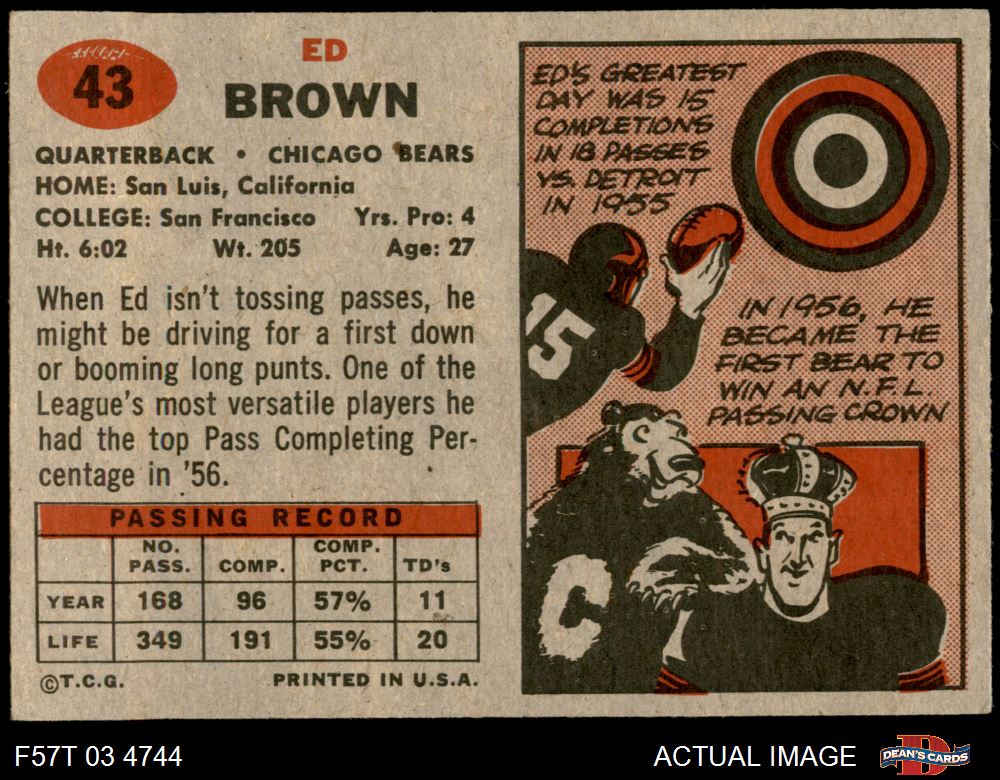 43
ED
BROWN
QUARTERBACK • CHICAGO BEARS
HOME: San Luis, California
COLLEGE: San Francisco Yrs. Pro: 4
Ht. 6:02 Wt. 205 Age: 27
When Ed isn't tossing passes, he
might be driving for a first down
or booming long punts. One of the
League's most versatile players he
had the top Pass Completing Per-
centage in '56.
PASSING RECORD
NO. PASS. COMP. COMP. PCT. TD's
YEAR 168 96 57% 11
LIFE 349 191 55% 20
©T.C.G. PRINTED IN U.S.A.
ED'S GREATEST
DAY WAS 15
COMPLETIONS
IN 18 PASSES
VS. DETROIT
IN 1955
15
IN 1956, HE
BECAME THE
FIRST BEAR TO
WIN AN N.F.L
PASSING CROWN
C
F57T 03 4744
ACTUAL IMAGE
D
DEAN'S CARDS